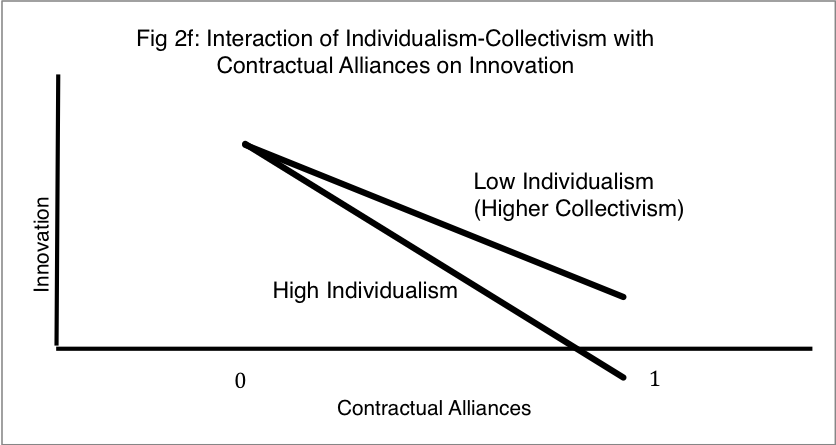 Fig 2f: Interaction of Individualism-Collectivism with
Contractual Alliances on Innovation
Low Individualism
(Higher Collectivism)
Innovation
High Individualism
0
1
Contractual Alliances